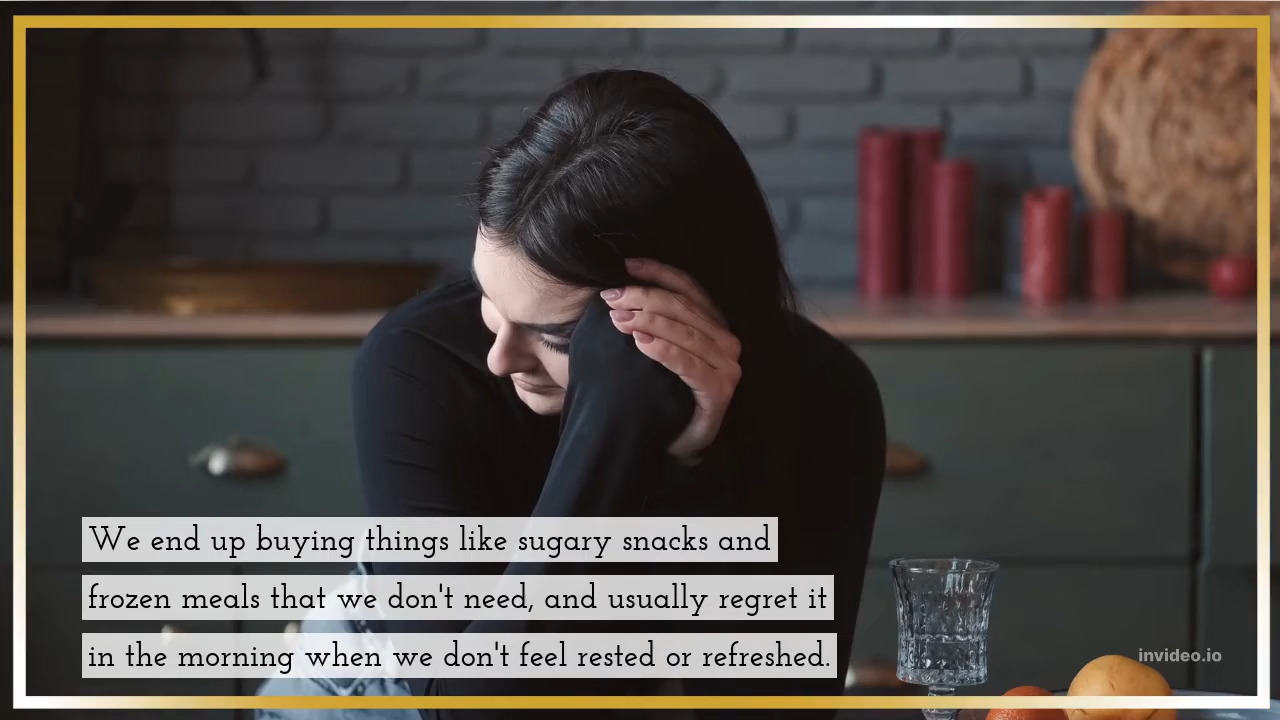 We end up buying things like sugary snacks and
frozen meals that we don't need, and usually regret it
in the morning when we don't feel rested or refreshed.
invideo.io